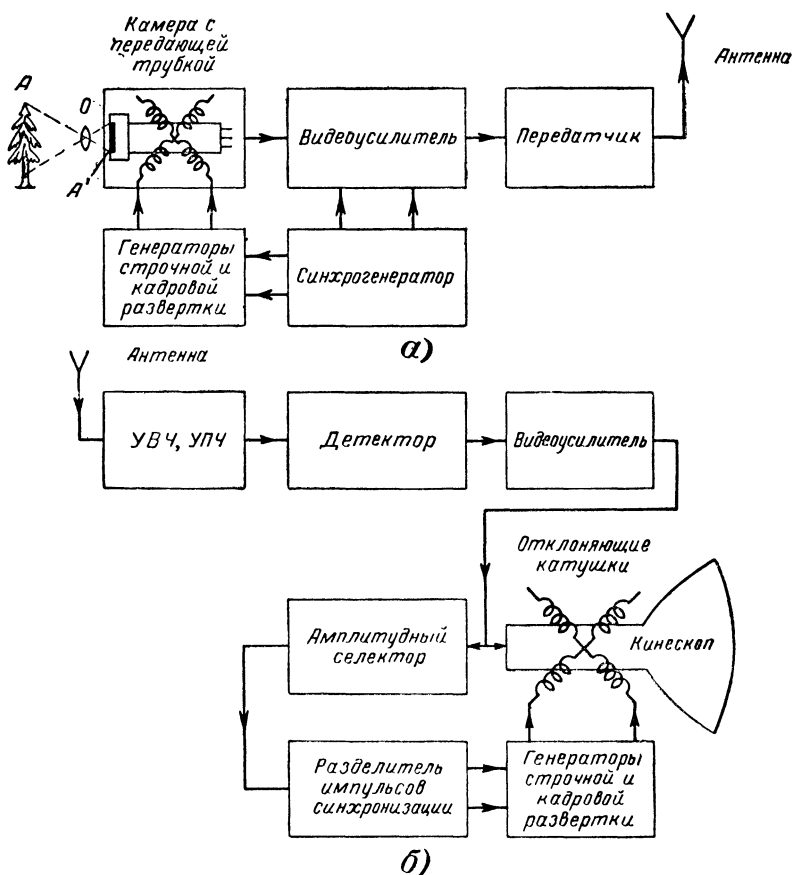 Камера с
передающей
трубкой
Антенна
A
O
A'
Видеоусилитель
Передатчик
Генераторы
строчной и
кадровой
развертки
Синхрогенератор
а)
Антенна
УВЧ, УПЧ
Детектор
Видеоусилитель
Отклоняющие
катушки
Амплитудный
селектор
Кинескоп
Разделитель
импульсов
синхронизации
Генераторы
строчной и
кадровой
развертки
б)